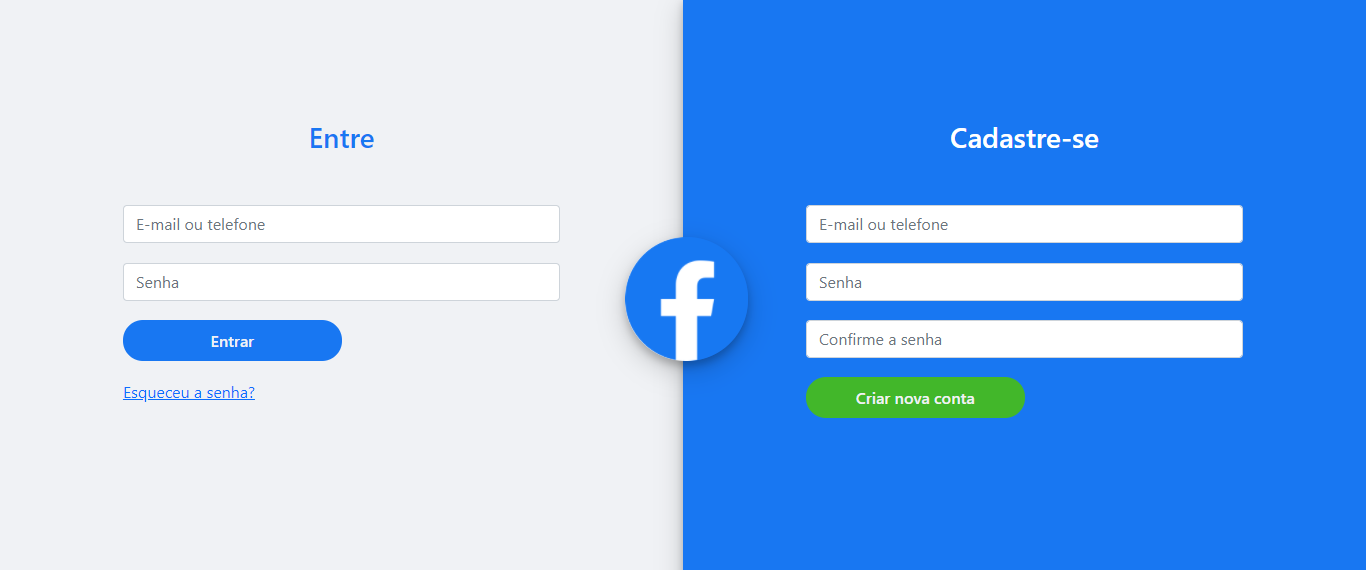 Entre
E-mail ou telefone
Senha
Entrar
Esqueceu a senha?
Cadastre-se
E-mail ou telefone
Senha
Confirme a senha
Criar nova conta